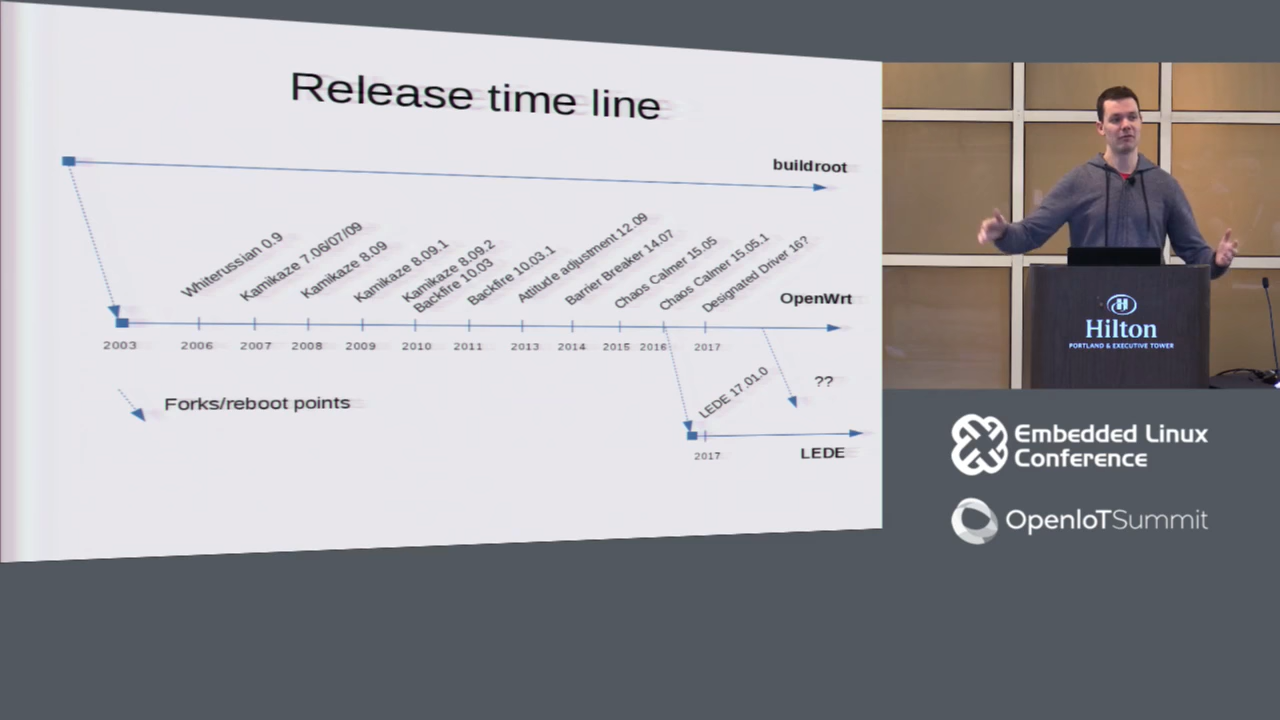 Release time line
buildroot
Whiterussian 0.9
Kamikaze 7.06/07/09
Kamikaze 8.09
Kamikaze 8.09.1
Kamikaze 8.09.2
Backfire 10.03
Backfire 10.03.1
Attitude adjustment 12.09
Barrier Breaker 14.07
Chaos Calmer 15.05
Chaos Calmer 15.05.1
Designated Driver 16?
OpenWrt
2003 2006 2007 2008 2009 2010 2011 2013 2014 2015 2016 2017
Forks/reboot points
LEDE 17.01.0
??
2017
LEDE
Hilton
PORTLAND & EXECUTIVE TOWER
Embedded Linux
Conference
OpenIoTSummit